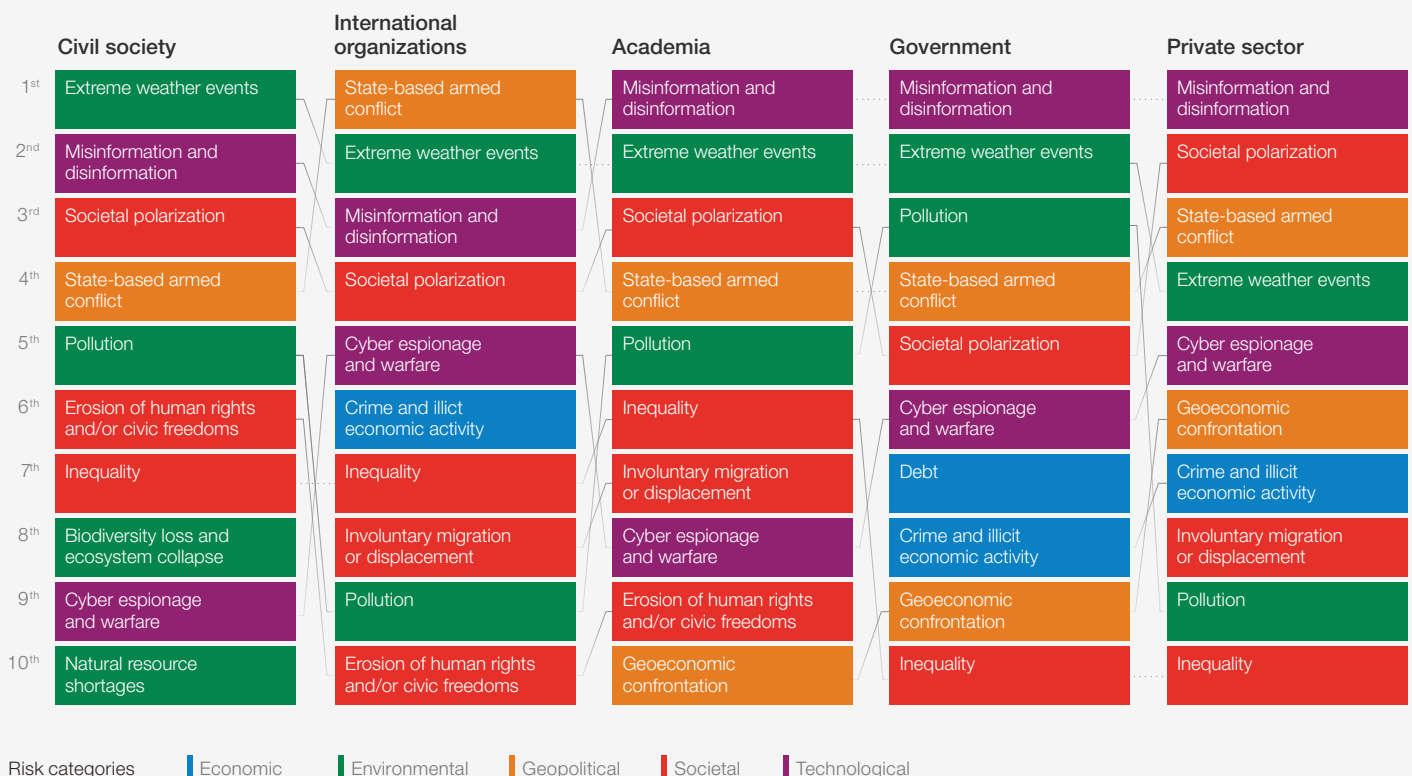 Civil society
International
organizations
Academia
Government
Private sector
1st
Extreme weather events
State-based armed
conflict
Misinformation and
disinformation
Misinformation and
disinformation
Misinformation and
disinformation
2nd
Misinformation and
disinformation
Extreme weather events
Extreme weather events
Extreme weather events
Societal polarization
3rd
Societal polarization
Misinformation and
disinformation
Societal polarization
Pollution
State-based armed
conflict
4th
State-based armed
conflict
Societal polarization
State-based armed
conflict
State-based armed
conflict
Extreme weather events
5th
Pollution
Cyber espionage
and warfare
Pollution
Societal polarization
Cyber espionage
and warfare
6th
Erosion of human rights
and/or civic freedoms
Crime and illict
economic activity
Inequality
Cyber espionage
and warfare
Geoeconomic
confrontation
7th
Inequality
Inequality
Involuntary migration
or displacement
Debt
Crime and illicit
economic activity
8th
Biodiversity loss and
ecosystem collapse
Involuntary migration
or displacement
Cyber espionage
and warfare
Crime and illicit
economic activity
Involuntary migration
or displacement
9th
Cyber espionage
and warfare
Pollution
Erosion of human rights
and/or civic freedoms
Geoeconomic
confrontation
Pollution
10th
Natural resource
shortages
Erosion of human rights
and/or civic freedoms
Geoeconomic
confrontation
Inequality
Inequality
Risk categories
Economic
Environmental
Geopolitical
Societal
Technological